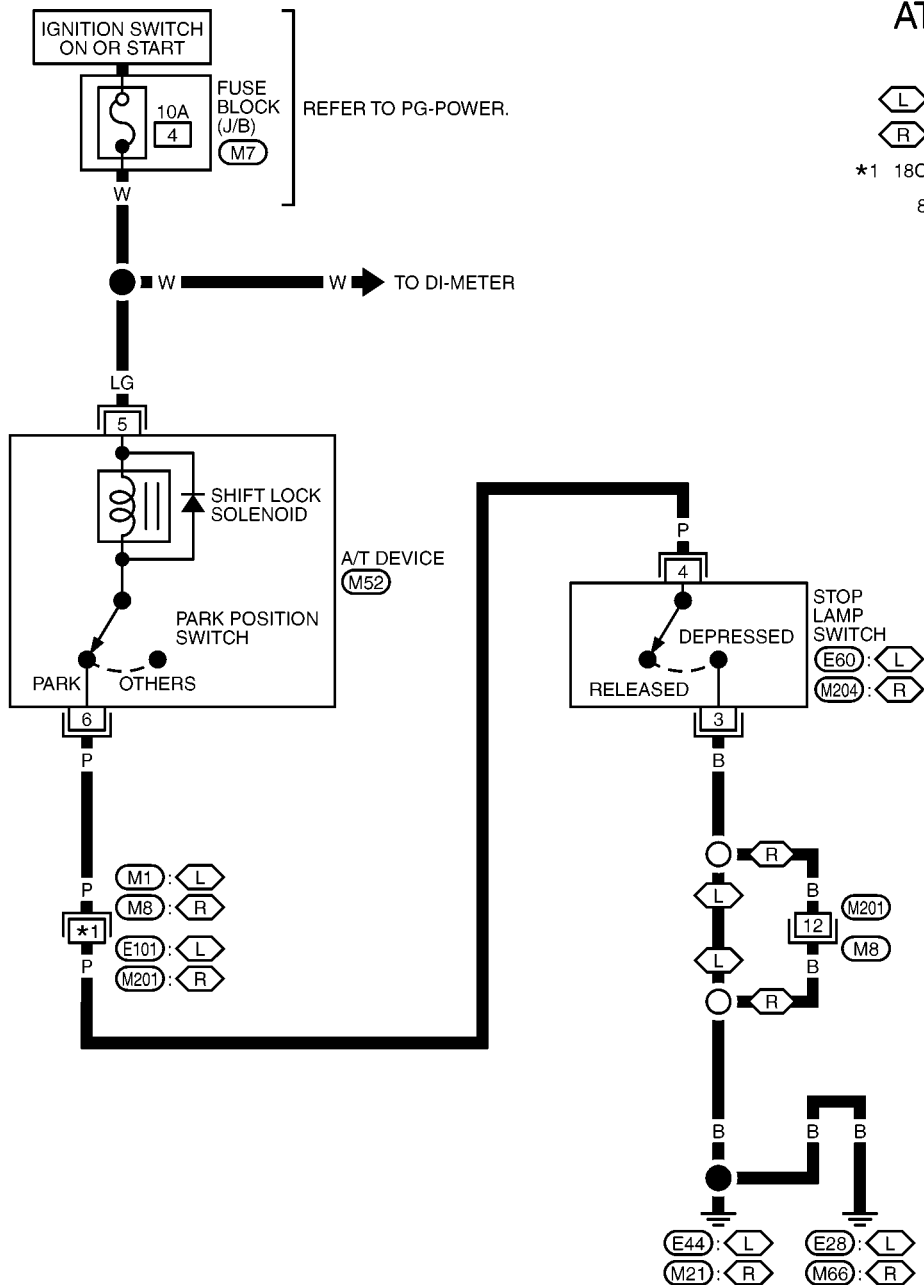 AT
IGNITION SWITCH
ON OR START
FUSE
BLOCK
(J/B)
M7
10A
4
REFER TO PG-POWER.
L
R
*1 18C
8
W
W
W
TO DI-METER
LG
5
SHIFT LOCK
SOLENOID
A/T DEVICE
M52
PARK POSITION
SWITCH
PARK
OTHERS
6
P
P
4
STOP
LAMP
SWITCH
DEPRESSED
RELEASED
E60 : L
M204 : R
3
B
M1 : L
M8 : R
P
*1
E101 : L
M201 : R
P
R
L
B
M201
12
M8
L
B
R
B
B
B
E44 : L
M21 : R
E28 : L
M66 : R